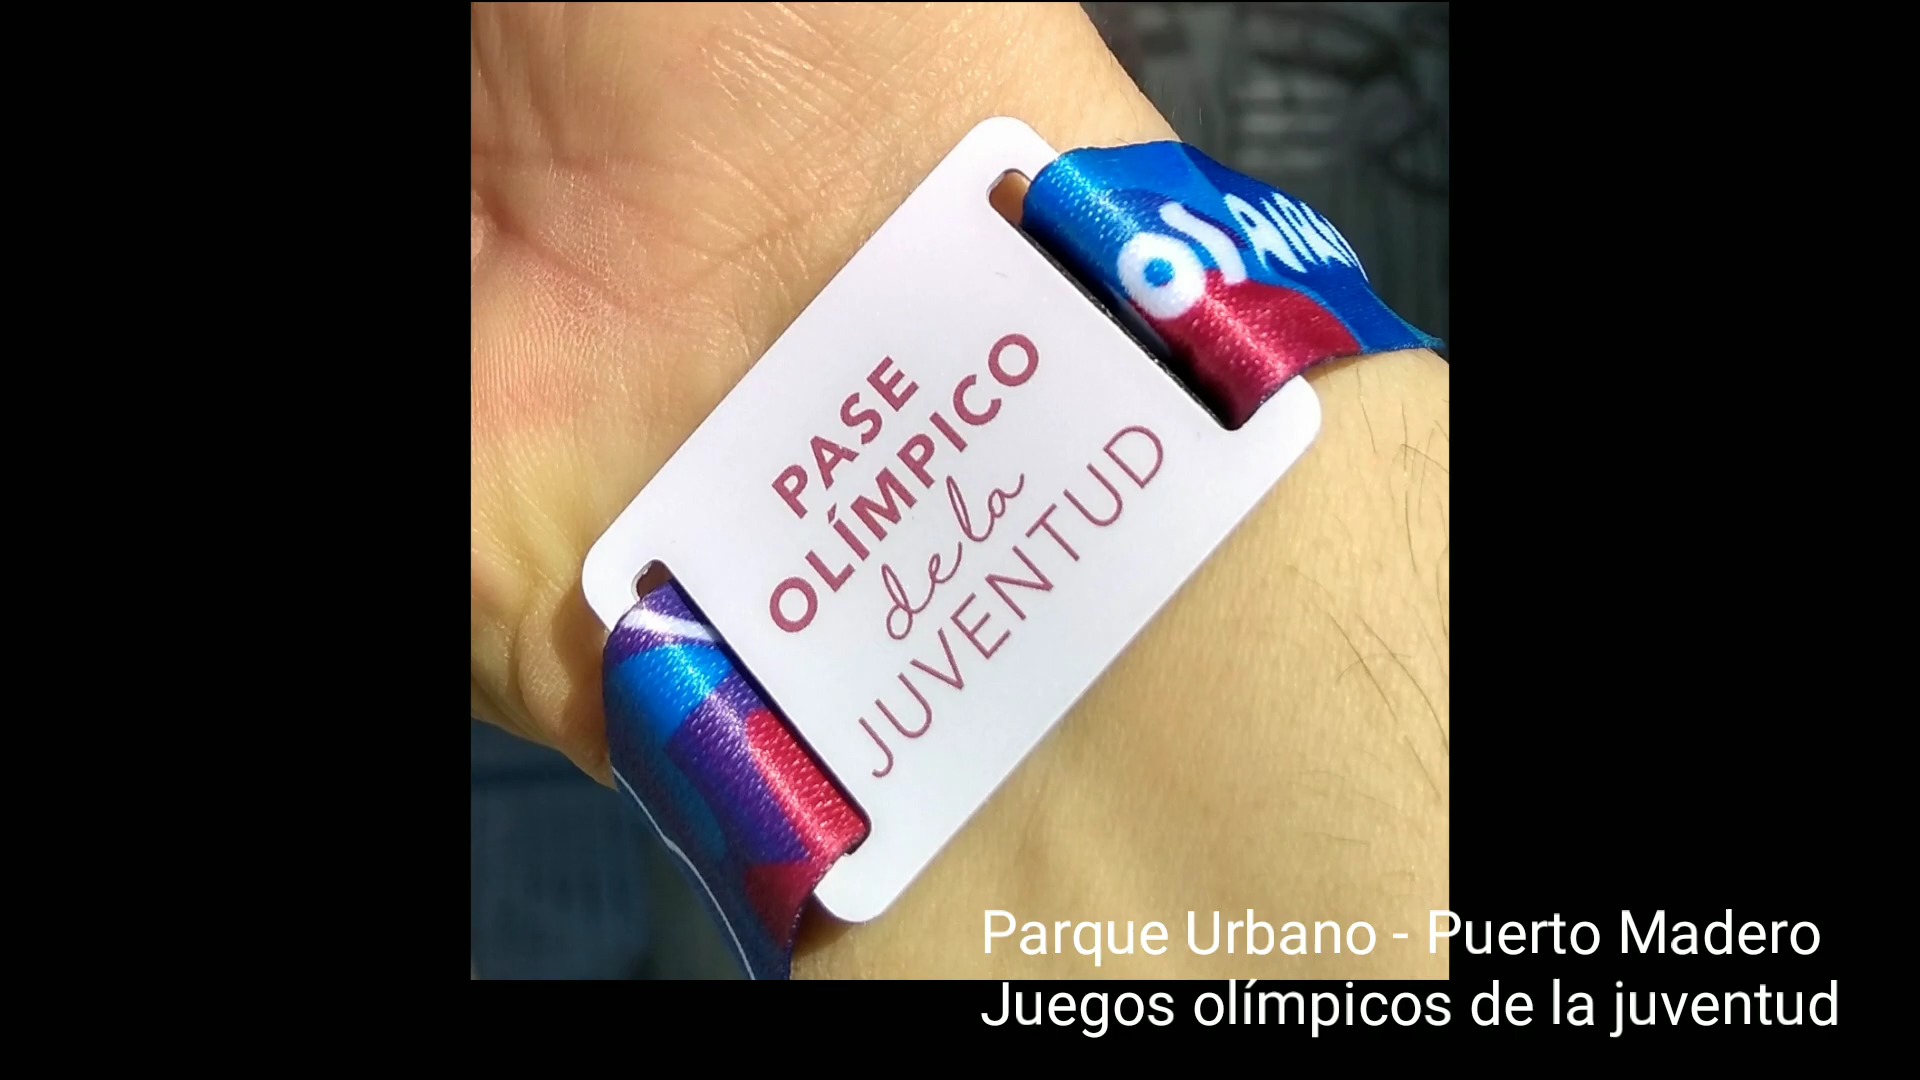 PASE
OLÍMPICO
de la
JUVENTUD
Parque Urbano - Puerto Madero
Juegos olímpicos de la juventud